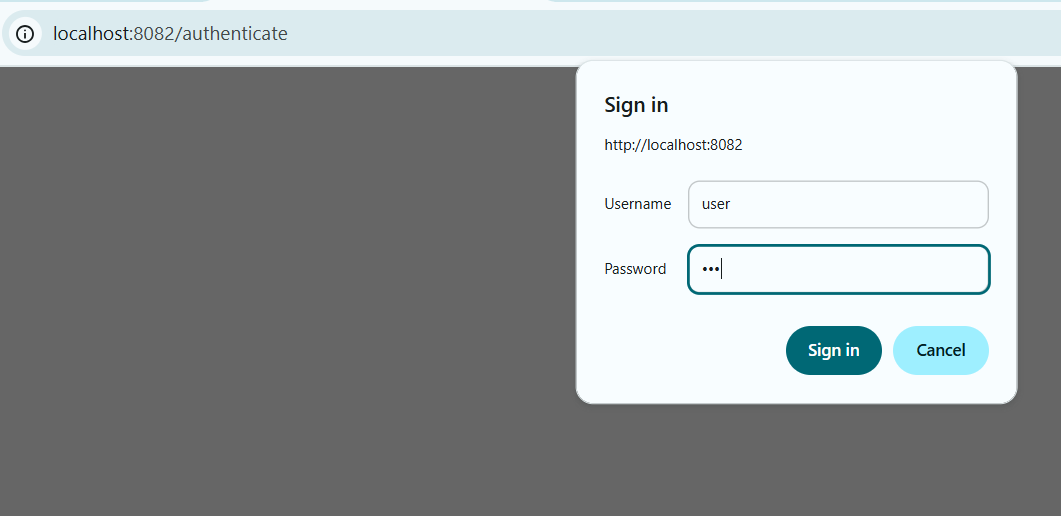 localhost:8082/authenticate
Sign in
http://localhost:8082
Username user
Password •••
Sign in Cancel